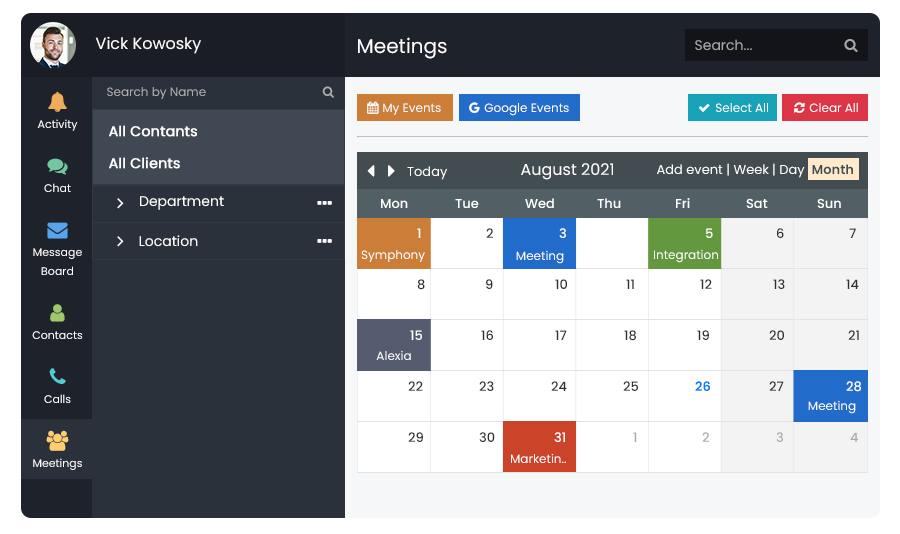 Vick Kowosky
Meetings
Search...
Activity
Chat
Message
Board
Contacts
Calls
Meetings
Search by Name
All Contants
All Clients
Department
Location
My Events
Google Events
Select All
Clear All
Today
August 2021
Add event | Week | Day Month
Mon Tue Wed Thu Fri Sat Sun
1 2 3 5 6 7
Symphony Meeting Integration
8 9 10 11 12 13 14
15 16 17 18 19 20 21
Alexia
22 23 24 25 26 27 28
Meeting
29 30 31 1 2 3 4
Marketin..